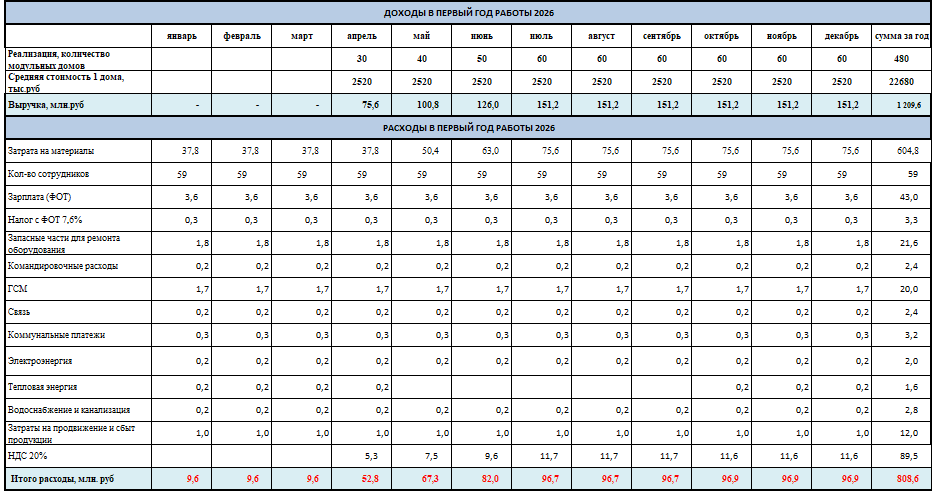 ДОХОДЫ В ПЕРВЫЙ ГОД РАБОТЫ 2026
январь февраль март апрель май июнь июль август сентябрь октябрь ноябрь декабрь сумма за год
Реализация, количество модульных домов 30 40 50 60 60 60 60 60 60 480
Средняя стоимость 1 дома, тыс.руб 2520 2520 2520 2520 2520 2520 2520 2520 2520 22680
Выручка, млн.руб - - - 75,6 100,8 126,0 151,2 151,2 151,2 151,2 151,2 151,2 1 209,6
РАСХОДЫ В ПЕРВЫЙ ГОД РАБОТЫ 2026
Затрата на материалы 37,8 37,8 37,8 37,8 50,4 63,0 75,6 75,6 75,6 75,6 75,6 75,6 604,8
Кол-во сотрудников 59 59 59 59 59 59 59 59 59 59 59 59 59
Зарплата (ФОТ) 3,6 3,6 3,6 3,6 3,6 3,6 3,6 3,6 3,6 3,6 3,6 3,6 43,0
Налог с ФОТ 7,6% 0,3 0,3 0,3 0,3 0,3 0,3 0,3 0,3 0,3 0,3 0,3 0,3 3,3
Запасные части для ремонта оборудования 1,8 1,8 1,8 1,8 1,8 1,8 1,8 1,8 1,8 1,8 1,8 1,8 21,6
Командировочные расходы 0,2 0,2 0,2 0,2 0,2 0,2 0,2 0,2 0,2 0,2 0,2 0,2 2,4
ГСМ 1,7 1,7 1,7 1,7 1,7 1,7 1,7 1,7 1,7 1,7 1,7 1,7 20,0
Связь 0,2 0,2 0,2 0,2 0,2 0,2 0,2 0,2 0,2 0,2 0,2 0,2 2,4
Коммунальные платежи 0,3 0,3 0,3 0,3 0,3 0,3 0,3 0,3 0,3 0,3 0,3 0,3 3,2
Электроэнергия 0,2 0,2 0,2 0,2 0,2 0,2 0,2 0,2 0,2 0,2 0,2 0,2 2,0
Тепловая энергия 0,2 0,2 0,2 0,2 0,2 0,2 0,2 1,6
Водоснабжение и канализация 0,2 0,2 0,2 0,2 0,2 0,2 0,2 0,2 0,2 0,2 0,2 0,2 2,8
Затраты на продвижение и сбыт продукции 1,0 1,0 1,0 1,0 1,0 1,0 1,0 1,0 1,0 1,0 1,0 1,0 12,0
НДС 20% 5,3 7,5 9,6 11,7 11,7 11,7 11,6 11,6 11,6 89,5
Итого расходы, млн. руб 9,6 9,6 9,6 52,8 67,3 82,0 96,7 96,7 96,7 96,9 96,9 96,9 808,6